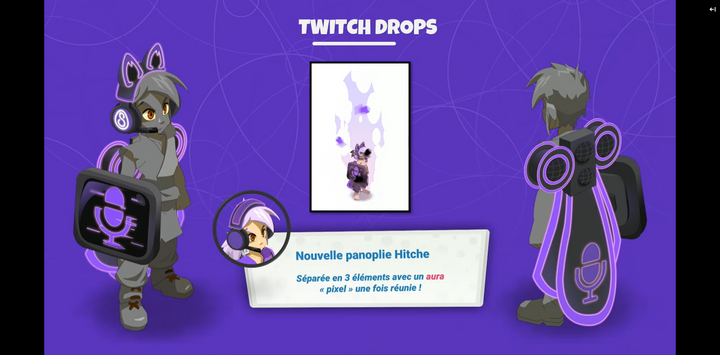 TWITCH DROPS
Nouvelle panoplie Hitche
Séparée en 3 éléments avec un aura
« pixel » une fois réunie !